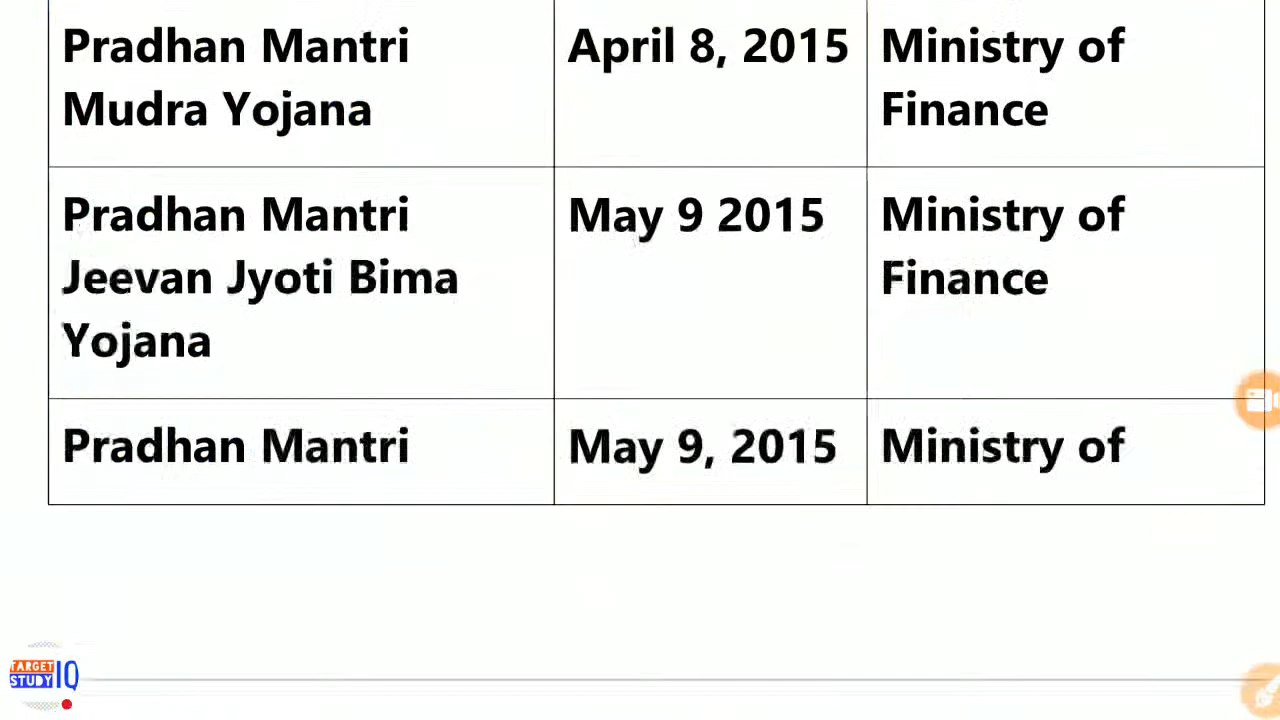 Pradhan Mantri
Mudra Yojana
April 8, 2015
Ministry of
Finance
Pradhan Mantri
Jeevan Jyoti Bima
Yojana
May 9 2015
Ministry of
Finance
Pradhan Mantri
May 9, 2015
Ministry of
TARGET
STUDY IQ